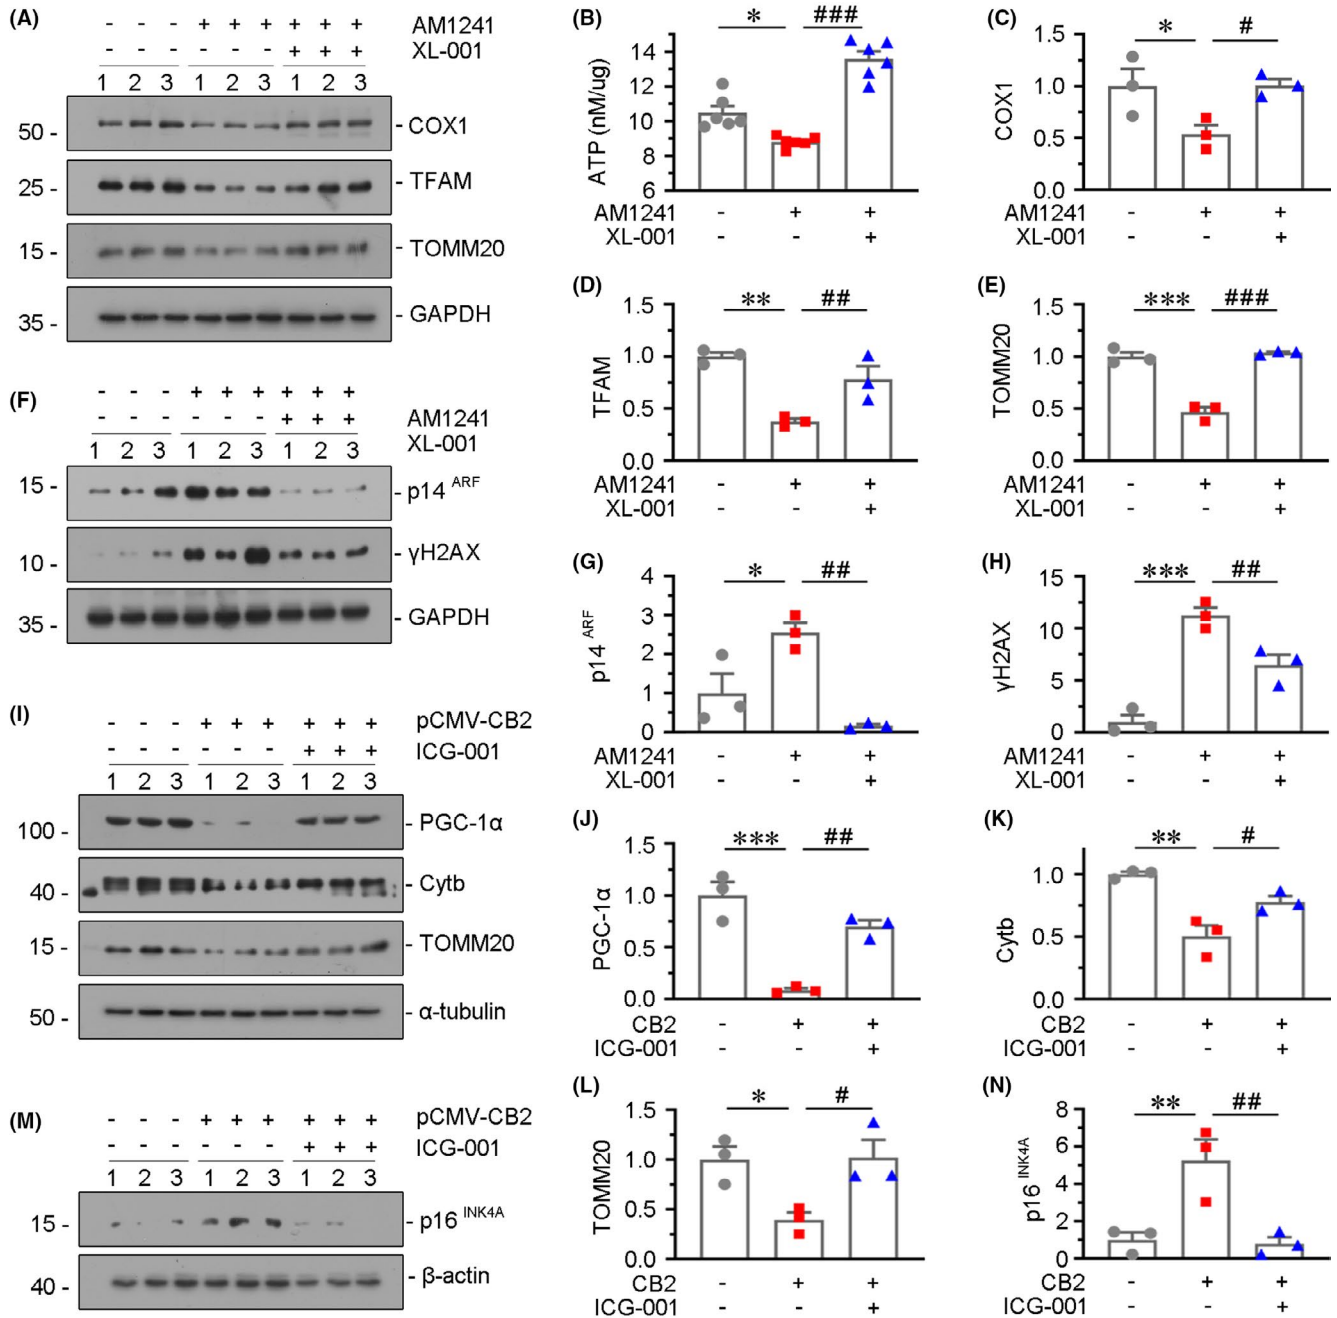 (A)
- - - + + + + + + AM1241
- - - - - - + + + XL-001
1 2 3 1 2 3 1 2 3
50 - - COX1
25 - - TFAM
15 - - TOMM20
35 - - GAPDH
(B)
* ###
ATP (nM/ug)
14
12
10
8
6
AM1241 - + +
XL-001 - - +
(C)
* #
COX1
1.5
1.0
0.5
0.0
AM1241 - + +
XL-001 - - +
(D)
** ##
TFAM
1.5
1.0
0.5
0.0
AM1241 - + +
XL-001 - - +
(E)
*** ###
TOMM20
1.5
1.0
0.5
0.0
AM1241 - + +
XL-001 - - +
(F)
- - - + + + + + +
- - - - - - + + + AM1241
XL-001
1 2 3 1 2 3 1 2 3
15 - - p14 ARF
10 - - γH2AX
35 - - GAPDH
(G)
* ##
p14 ARF
4
3
2
1
0
AM1241 - + +
XL-001 - - +
(H)
*** ##
γH2AX
15
10
5
0
AM1241 - + +
XL-001 - - +
(I)
- - - + + + + + + pCMV-CB2
- - - - - - + + + ICG-001
1 2 3 1 2 3 1 2 3
100 - - PGC-1α
40 - - Cytb
15 - - TOMM20
50 - - α-tubulin
(J)
*** ##
PGC-1α
1.5
1.0
0.5
0.0
CB2 - + +
ICG-001 - - +
(K)
** #
Cytb
1.0
0.5
0.0
CB2 - + +
ICG-001 - - +
(L)
* #
TOMM20
1.5
1.0
0.5
0.0
CB2 - + +
ICG-001 - - +
(M)
- - - + + + + + + pCMV-CB2
- - - - - - + + + ICG-001
1 2 3 1 2 3 1 2 3
15 - - p16 INK4A
40 - - β-actin
(N)
** ##
p16 INK4A
8
6
4
2
0
CB2 - + +
ICG-001 - - +